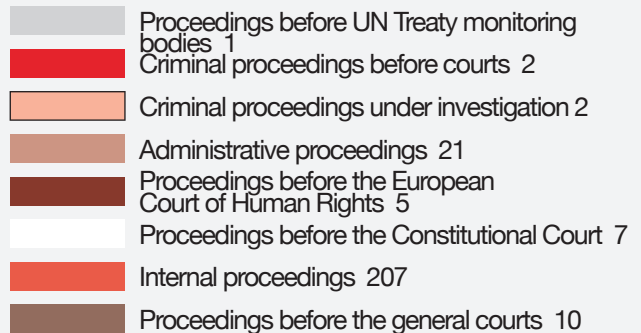 Proceedings before UN Treaty monitoring
bodies 1
Criminal proceedings before courts 2
Criminal proceedings under investigation 2
Administrative proceedings 21
Proceedings before the European
Court of Human Rights 5
Proceedings before the Constitutional Court 7
Internal proceedings 207
Proceedings before the general courts 10